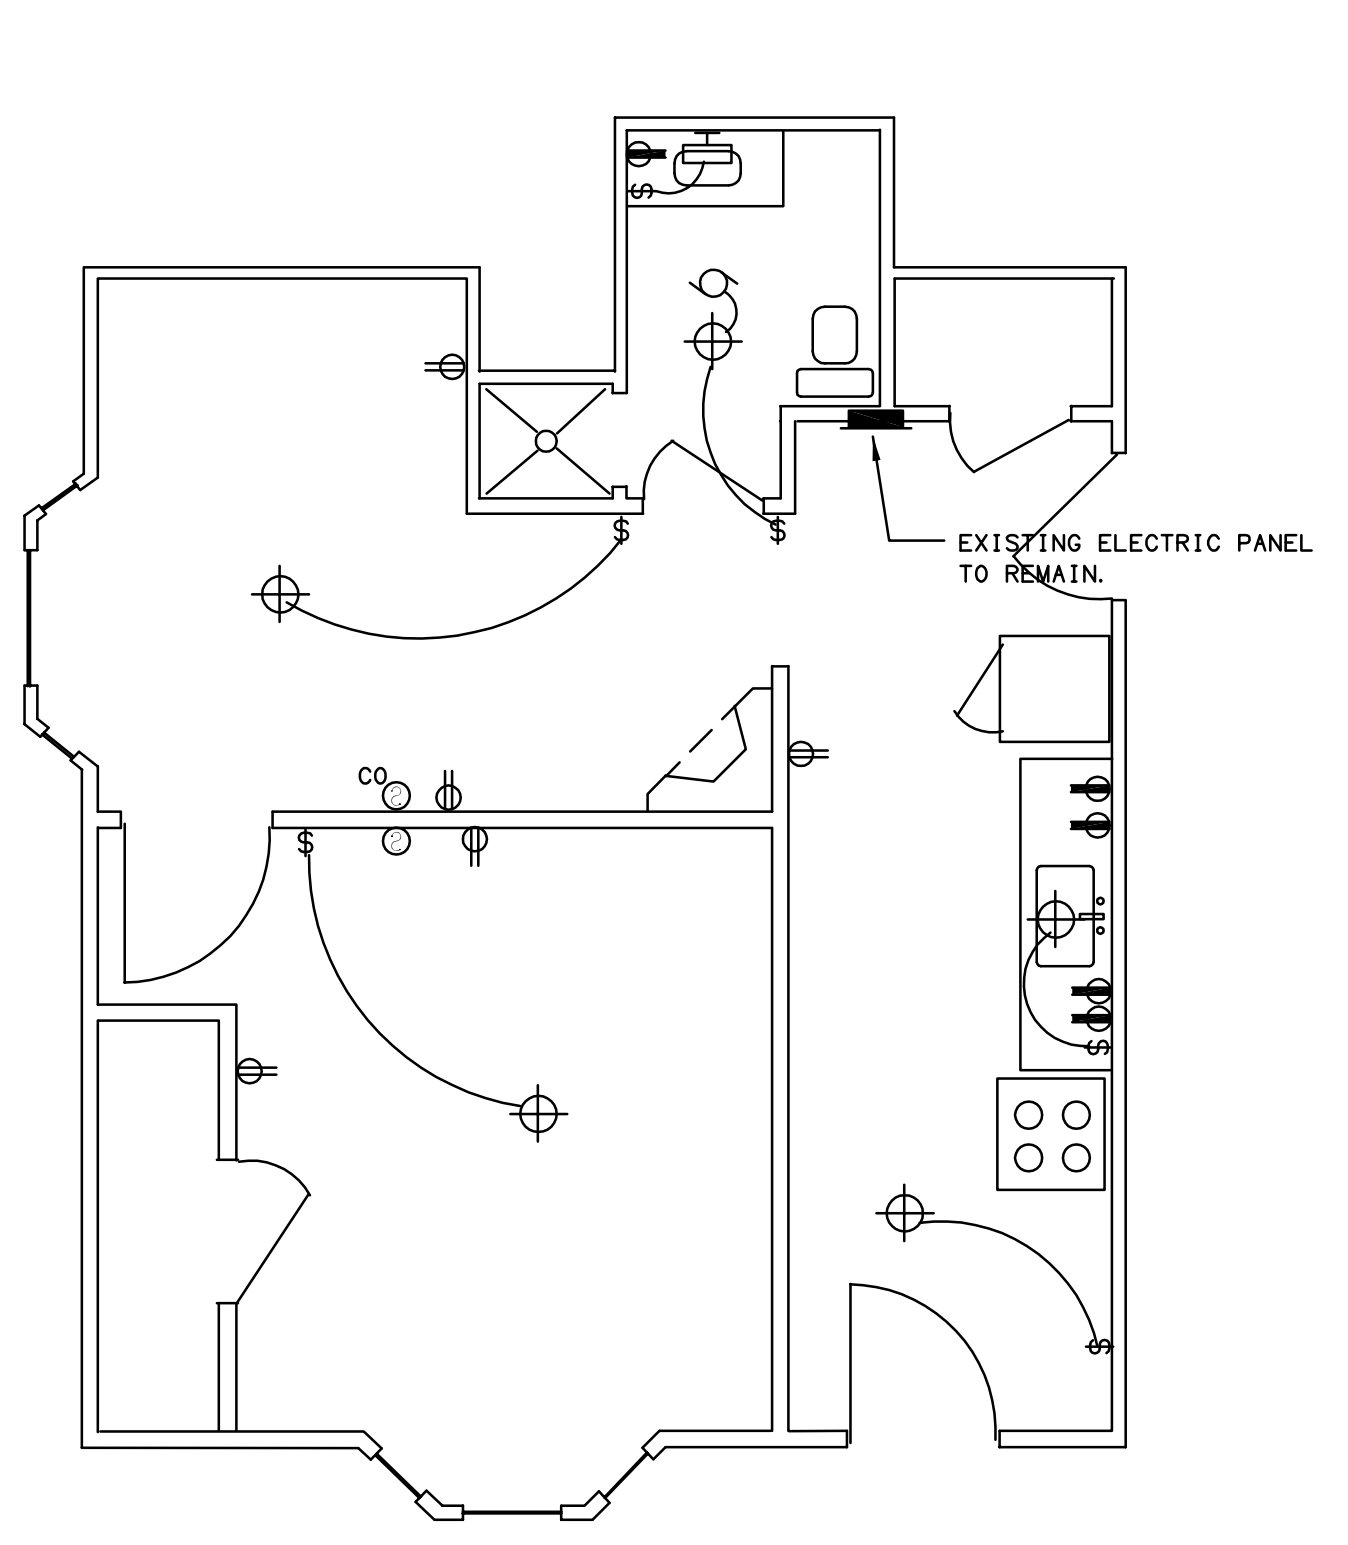 $
$
$
EXISTING ELECTRIC PANEL
TO REMAIN.
CO
$
S
S
$
$